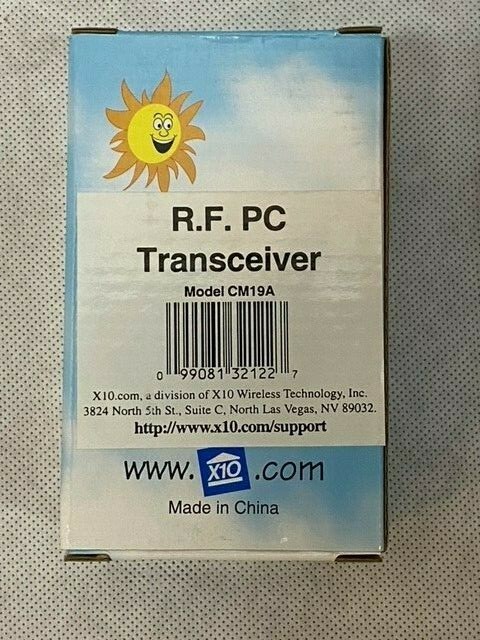 R.F. PC
Transceiver
Model CM19A
0 99081 32122 7
X10.com, a division of X10 Wireless Technology, Inc.
3824 North 5th St., Suite C, North Las Vegas, NV 89032.
http://www.x10.com/support
www.X10.com
Made in China